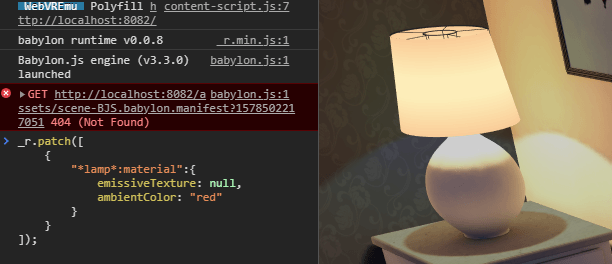 WebVREmu Polyfill h content-script.js:7
ttp://localhost:8082/
babylon runtime v0.0.8 _r.min.js:1
Babylon.js engine (v3.3.0) babylon.js:1
launched
GET http://localhost:8082/a babylon.js:1
ssets/scene-BJS.babylon.manifest?157850221
7051 404 (Not Found)
> _r.patch([
{
"*lamp*:material":{
emissiveTexture: null,
ambientColor: "red"
}
}
]);